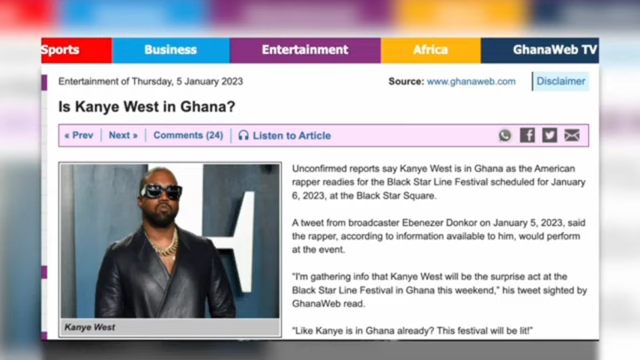 Sports Business Entertainment Africa GhanaWeb TV
Entertainment of Thursday, 5 January 2023 Source: www.ghanaweb.com Disclaimer
Is Kanye West in Ghana?
« Prev Next » Comments (24) Listen to Article
Unconfirmed reports say Kanye West is in Ghana as the American
rapper readies for the Black Star Line Festival scheduled for January
6, 2023, at the Black Star Square.
A tweet from broadcaster Ebenezer Donkor on January 5, 2023, said
the rapper, according to information available to him, would perform
at the event.
"I'm gathering info that Kanye West will be the surprise act at the
Black Star Line Festival in Ghana this weekend," his tweet sighted by
GhanaWeb read.
"Like Kanye is in Ghana already? This festival will be lit!"
Kanye West